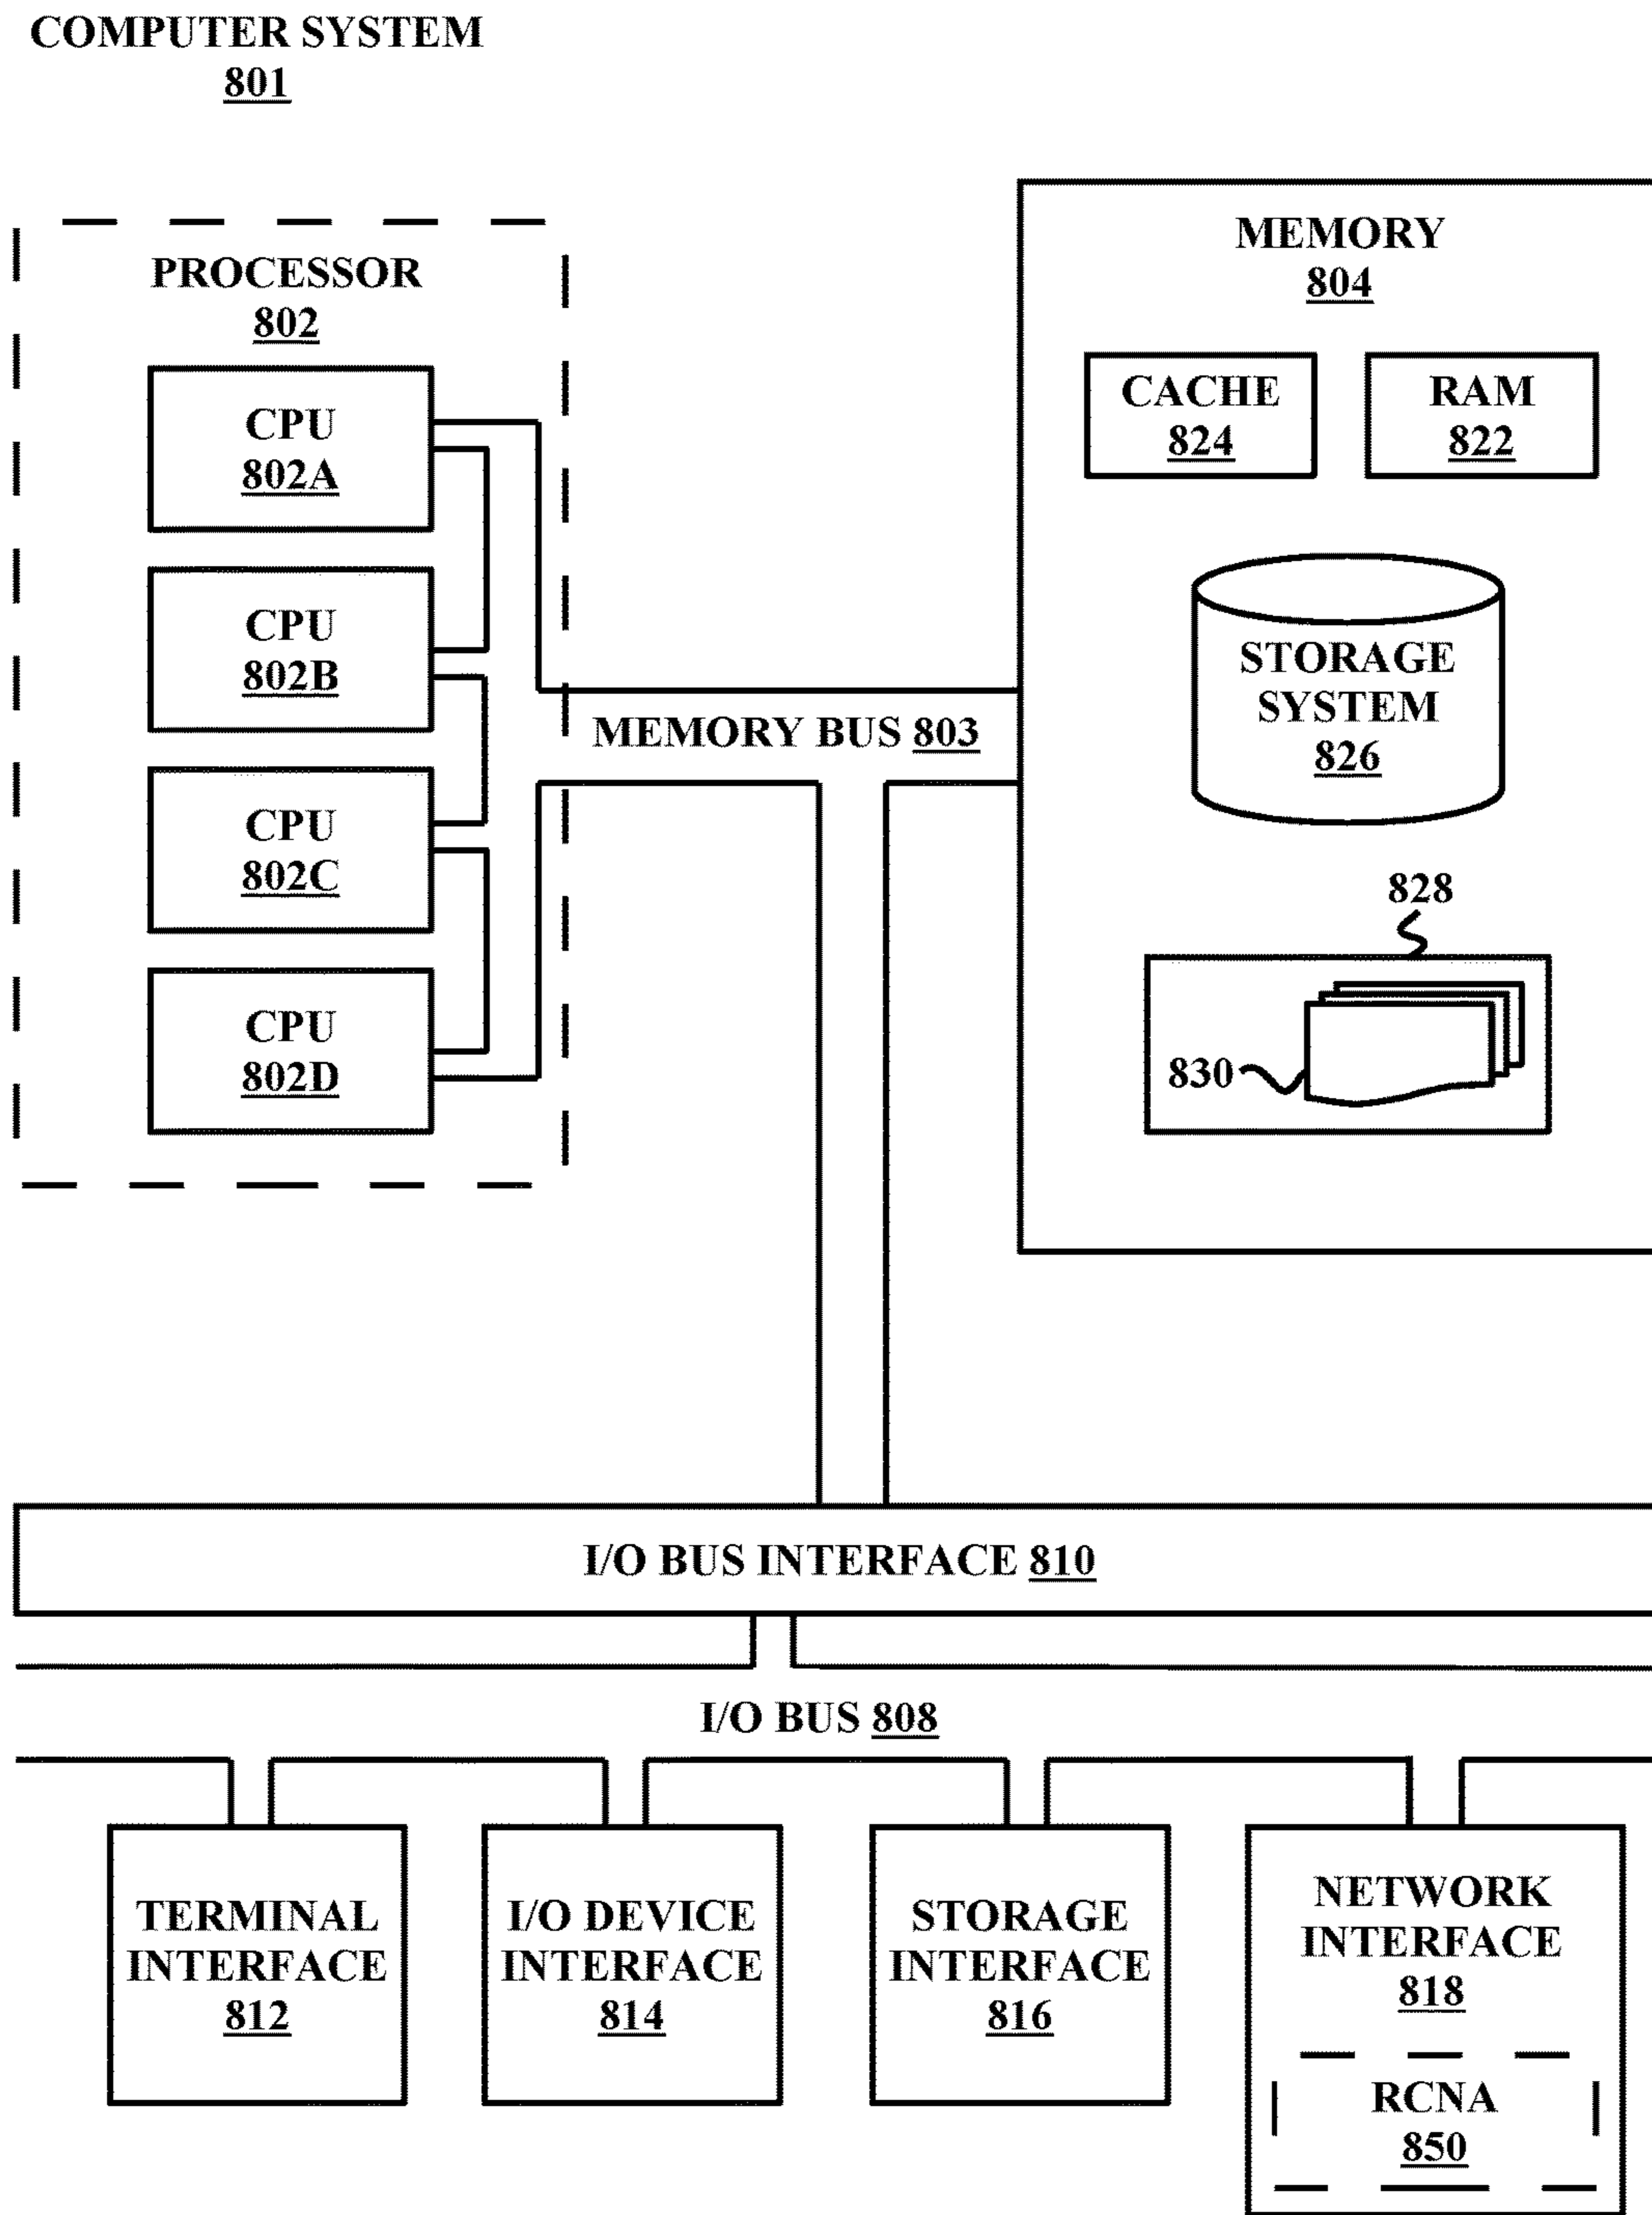 COMPUTER SYSTEM
801
PROCESSOR
802
CPU
802A
CPU
802B
CPU
802C
CPU
802D
MEMORY BUS 803
MEMORY
804
CACHE
824
RAM
822
STORAGE
SYSTEM
826
828
830
I/O BUS INTERFACE 810
I/O BUS 808
TERMINAL
INTERFACE
812
I/O DEVICE
INTERFACE
814
STORAGE
INTERFACE
816
NETWORK
INTERFACE
818
RCNA
850